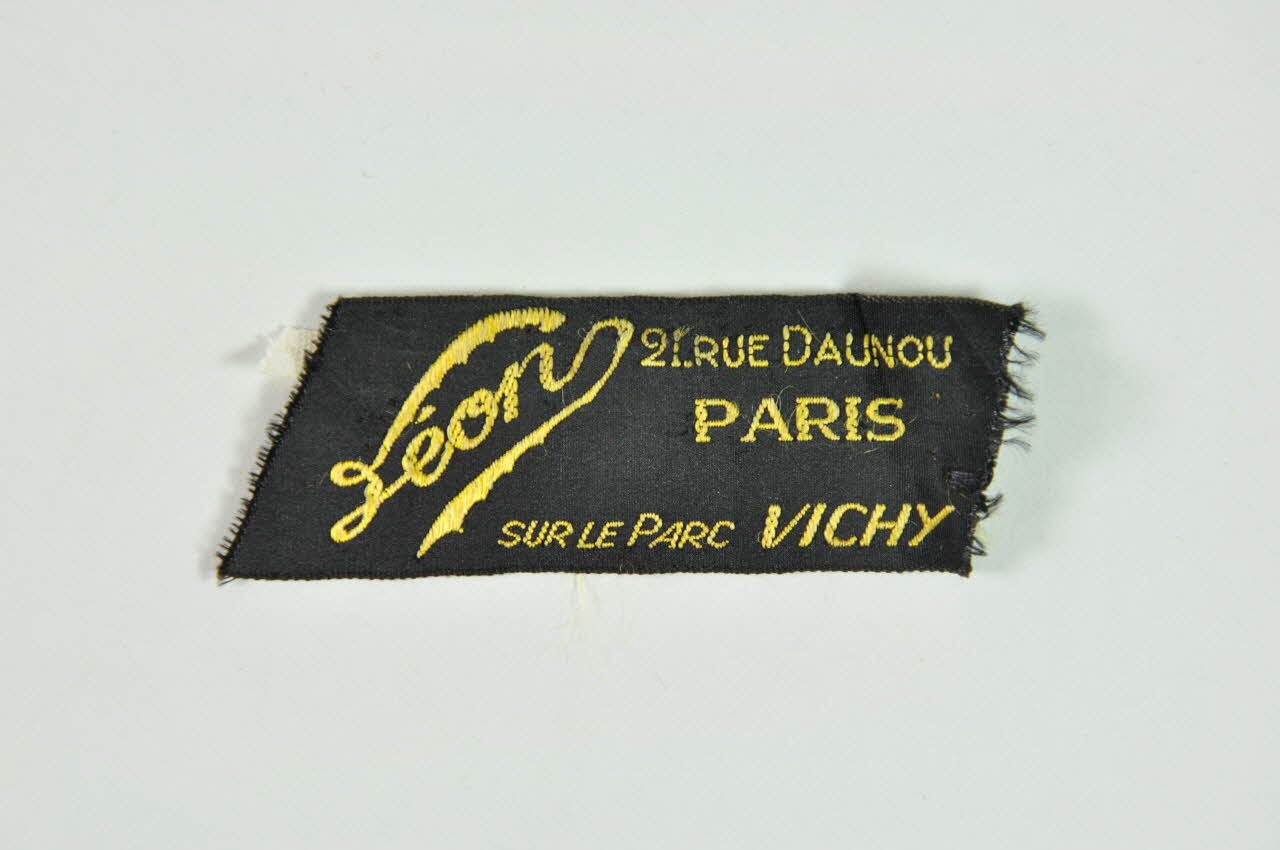 Léon
21. RUE DAUNOU
PARIS
SUR LE PARC VICHY